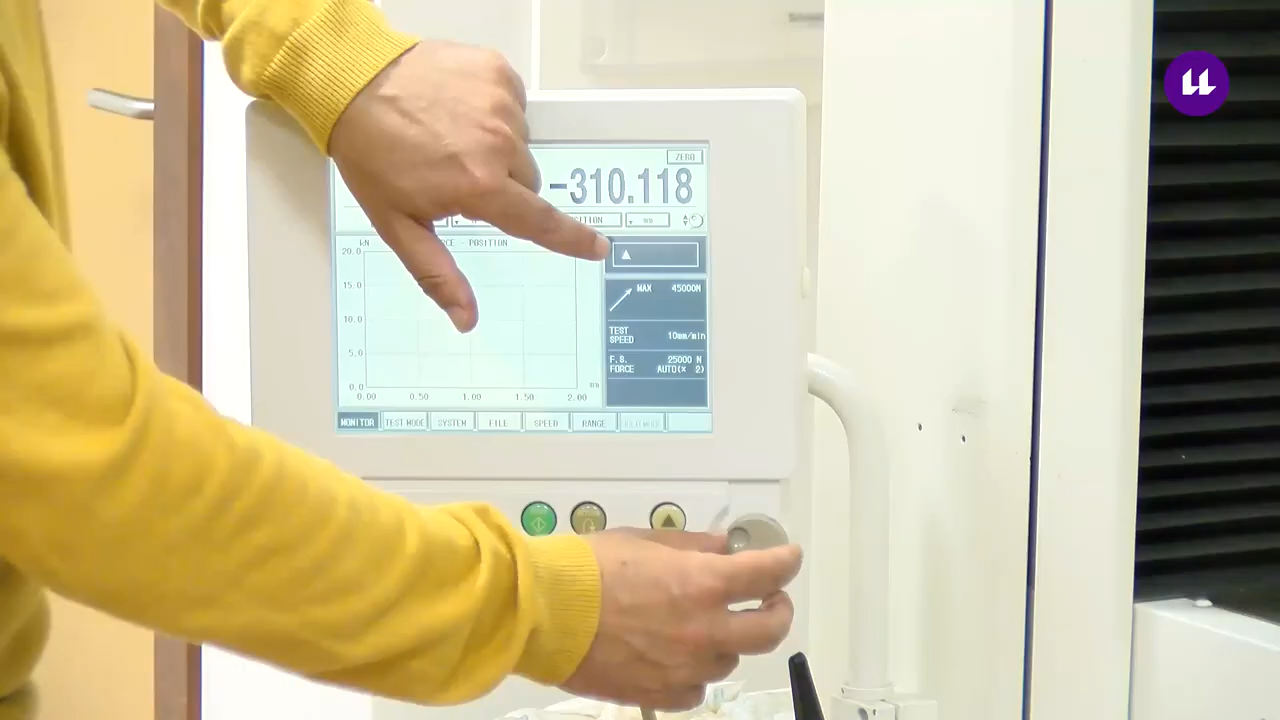 ZERO
-310.118
mm
kN
- POSITION
20.0
15.0
10.0
5.0
0.0
0.00 0.50 1.00 1.50 2.00
MAX 45000N
TEST SPEED 10mm/min
F.S. FORCE 25000 N AUTO(× 2)
MONITOR TEST MODE SYSTEM FILE SPEED RANGE